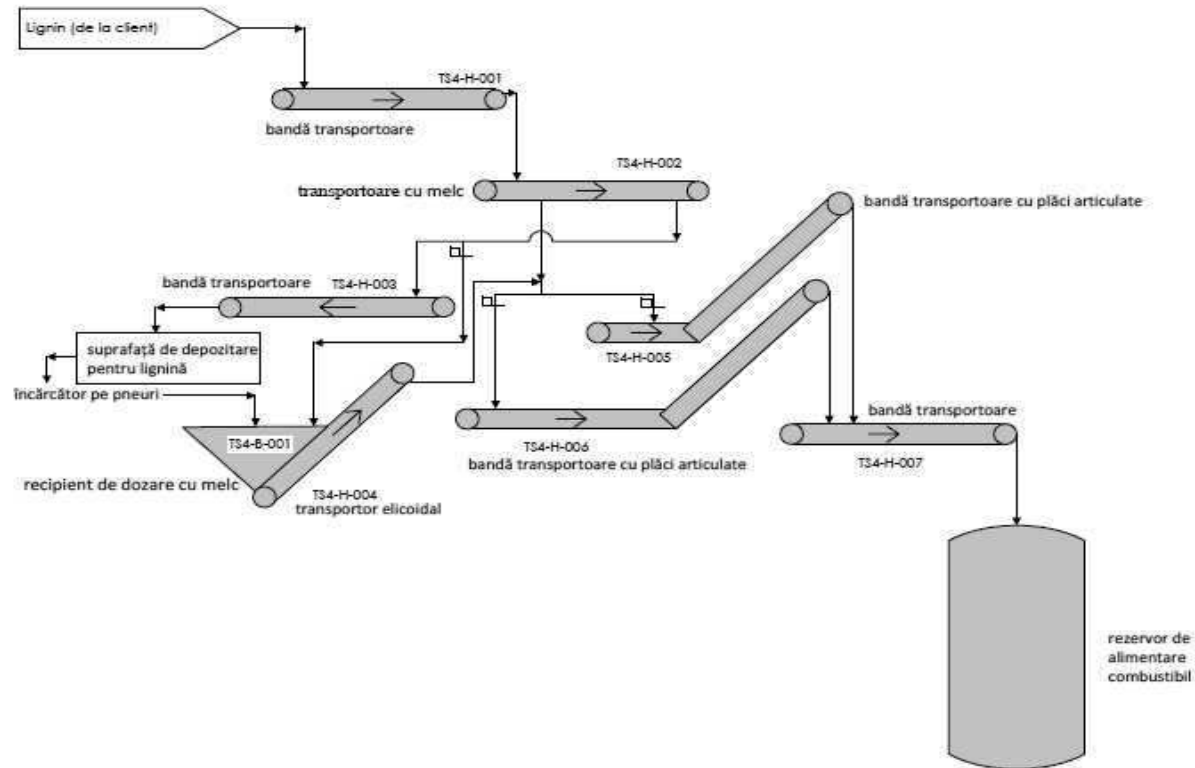 Lignin (de la client)
TS4-H-001
bandă transportoare
TS4-H-002
transportoare cu melc
bandă transportoare cu plăci articulate
bandă transportoare
TS4-H-003
suprafață de depozitare
pentru lignină
TS4-H-005
încărcător pe pneuri
bandă transportoare
TS4-B-001
TS4-H-006
TS4-H-007
bandă transportoare cu plăci articulate
recipient de dozare cu melc
TS4-H-004
transportor elicoidal
rezervor de
alimentare
combustibil